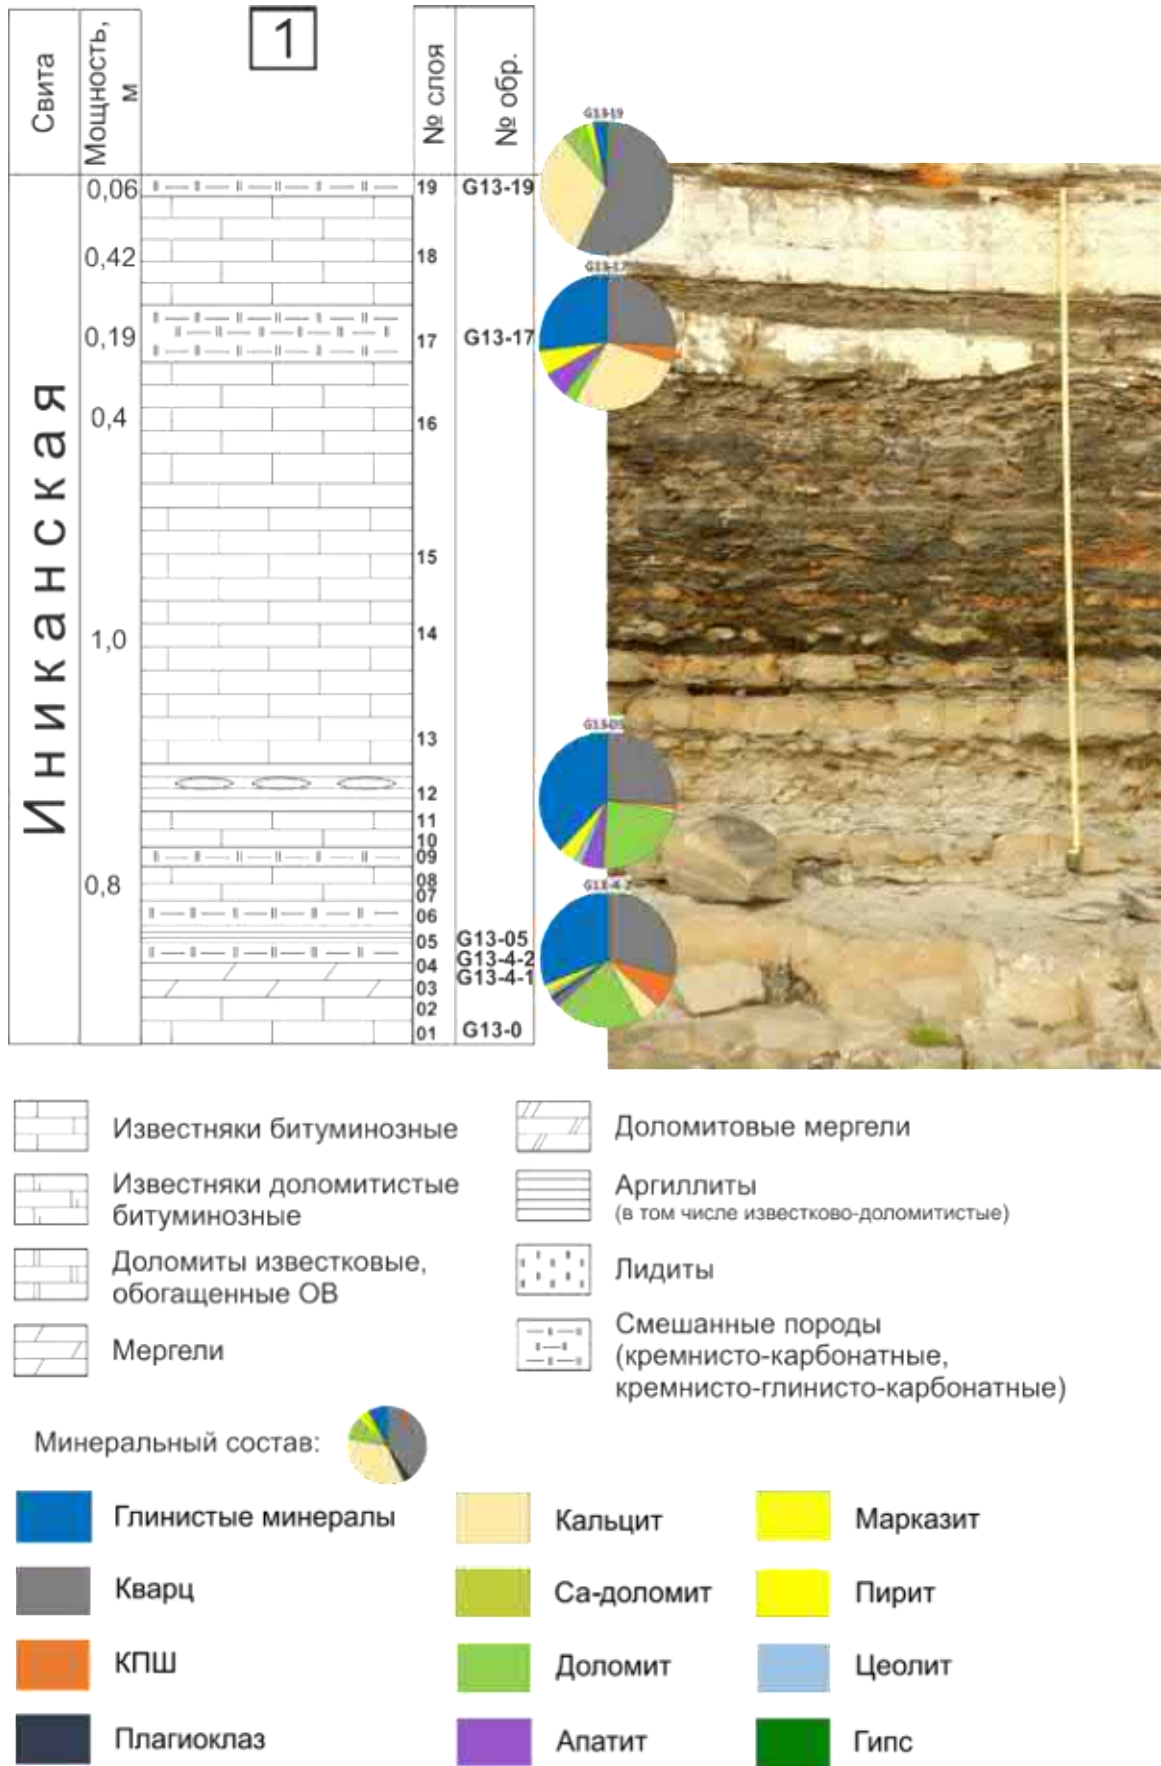 Свита
Мощность,
м
1
№ слоя
№ обр.
Иниканская
0,06
19
G13-19
0,42
18
0,19
17
G13-17
0,4
16
15
1,0
14
13
12
11
10
09
0,8
08
07
06
05
G13-05
G13-4-2
04
G13-4-1
03
02
01
G13-0
G13-19
G13-17
G13-05
G13-4-2
Известняки битуминозные
Известняки доломитистые
битуминозные
Доломиты известковые,
обогащенные ОВ
Мергели
Доломитовые мергели
Аргиллиты
(в том числе известково-доломитистые)
Лидиты
Смешанные породы
(кремнисто-карбонатные,
кремнисто-глинисто-карбонатные)
Минеральный состав:
Глинистые минералы
Кварц
КПШ
Плагиоклаз
Кальцит
Са-доломит
Доломит
Апатит
Марказит
Пирит
Цеолит
Гипс